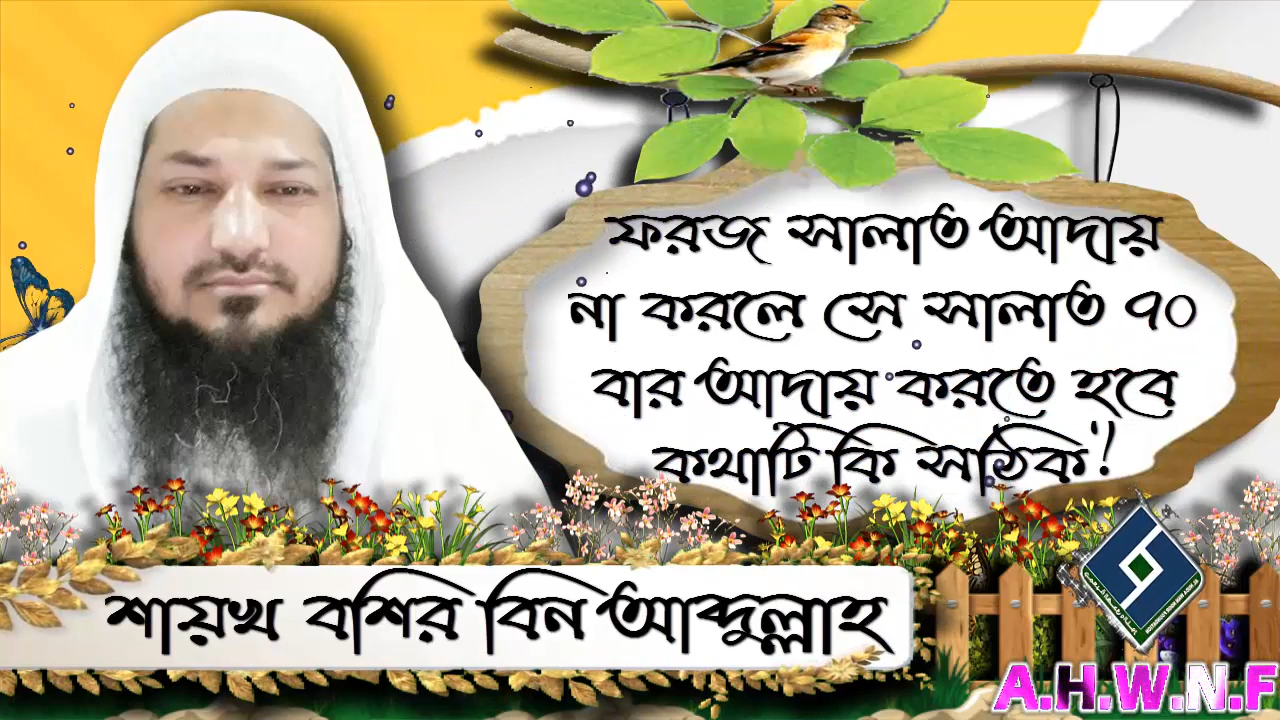 ফরজ সালাত আদায়
না করলে সে সালাত ৭০
বার আদায় করতে হবে
কথাটি কি সঠিক?
শায়খ বশির বিন আব্দুল্লাহ
A.H.W.N.F